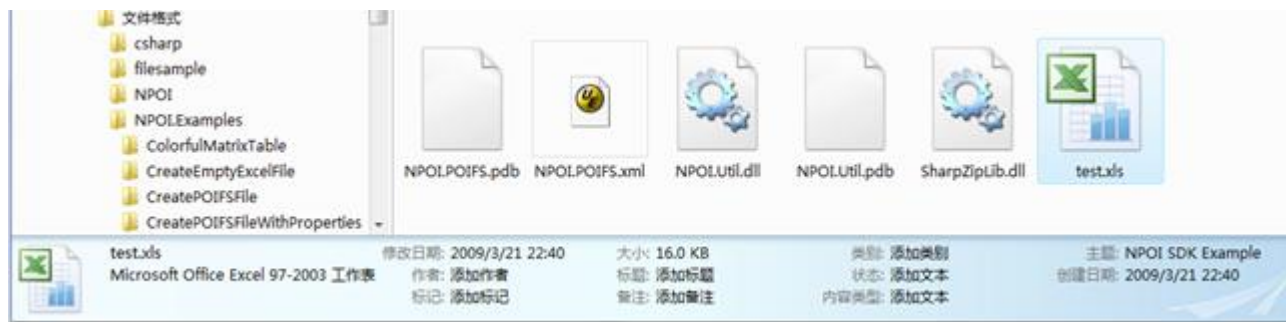 文件格式
csharp
filesample
NPOI
NPOI.Examples
ColorfulMatrixTable
CreateEmptyExcelFile
CreatePOIFSFile
CreatePOIFSFileWithProperties
NPOI.POIFS.pdb NPOI.POIFS.xml NPOI.Util.dll NPOI.Util.pdb SharpZipLib.dll test.xls
test.xls 修改日期: 2009/3/21 22:40 大小: 16.0 KB 类别: 添加类别 主题: NPOI SDK Example
Microsoft Office Excel 97-2003 工作表 作者: 添加作者 标题: 添加标题 状态: 添加文本 创建日期: 2009/3/21 22:40
标记: 添加标记 备注: 添加备注 内容类型: 添加文本